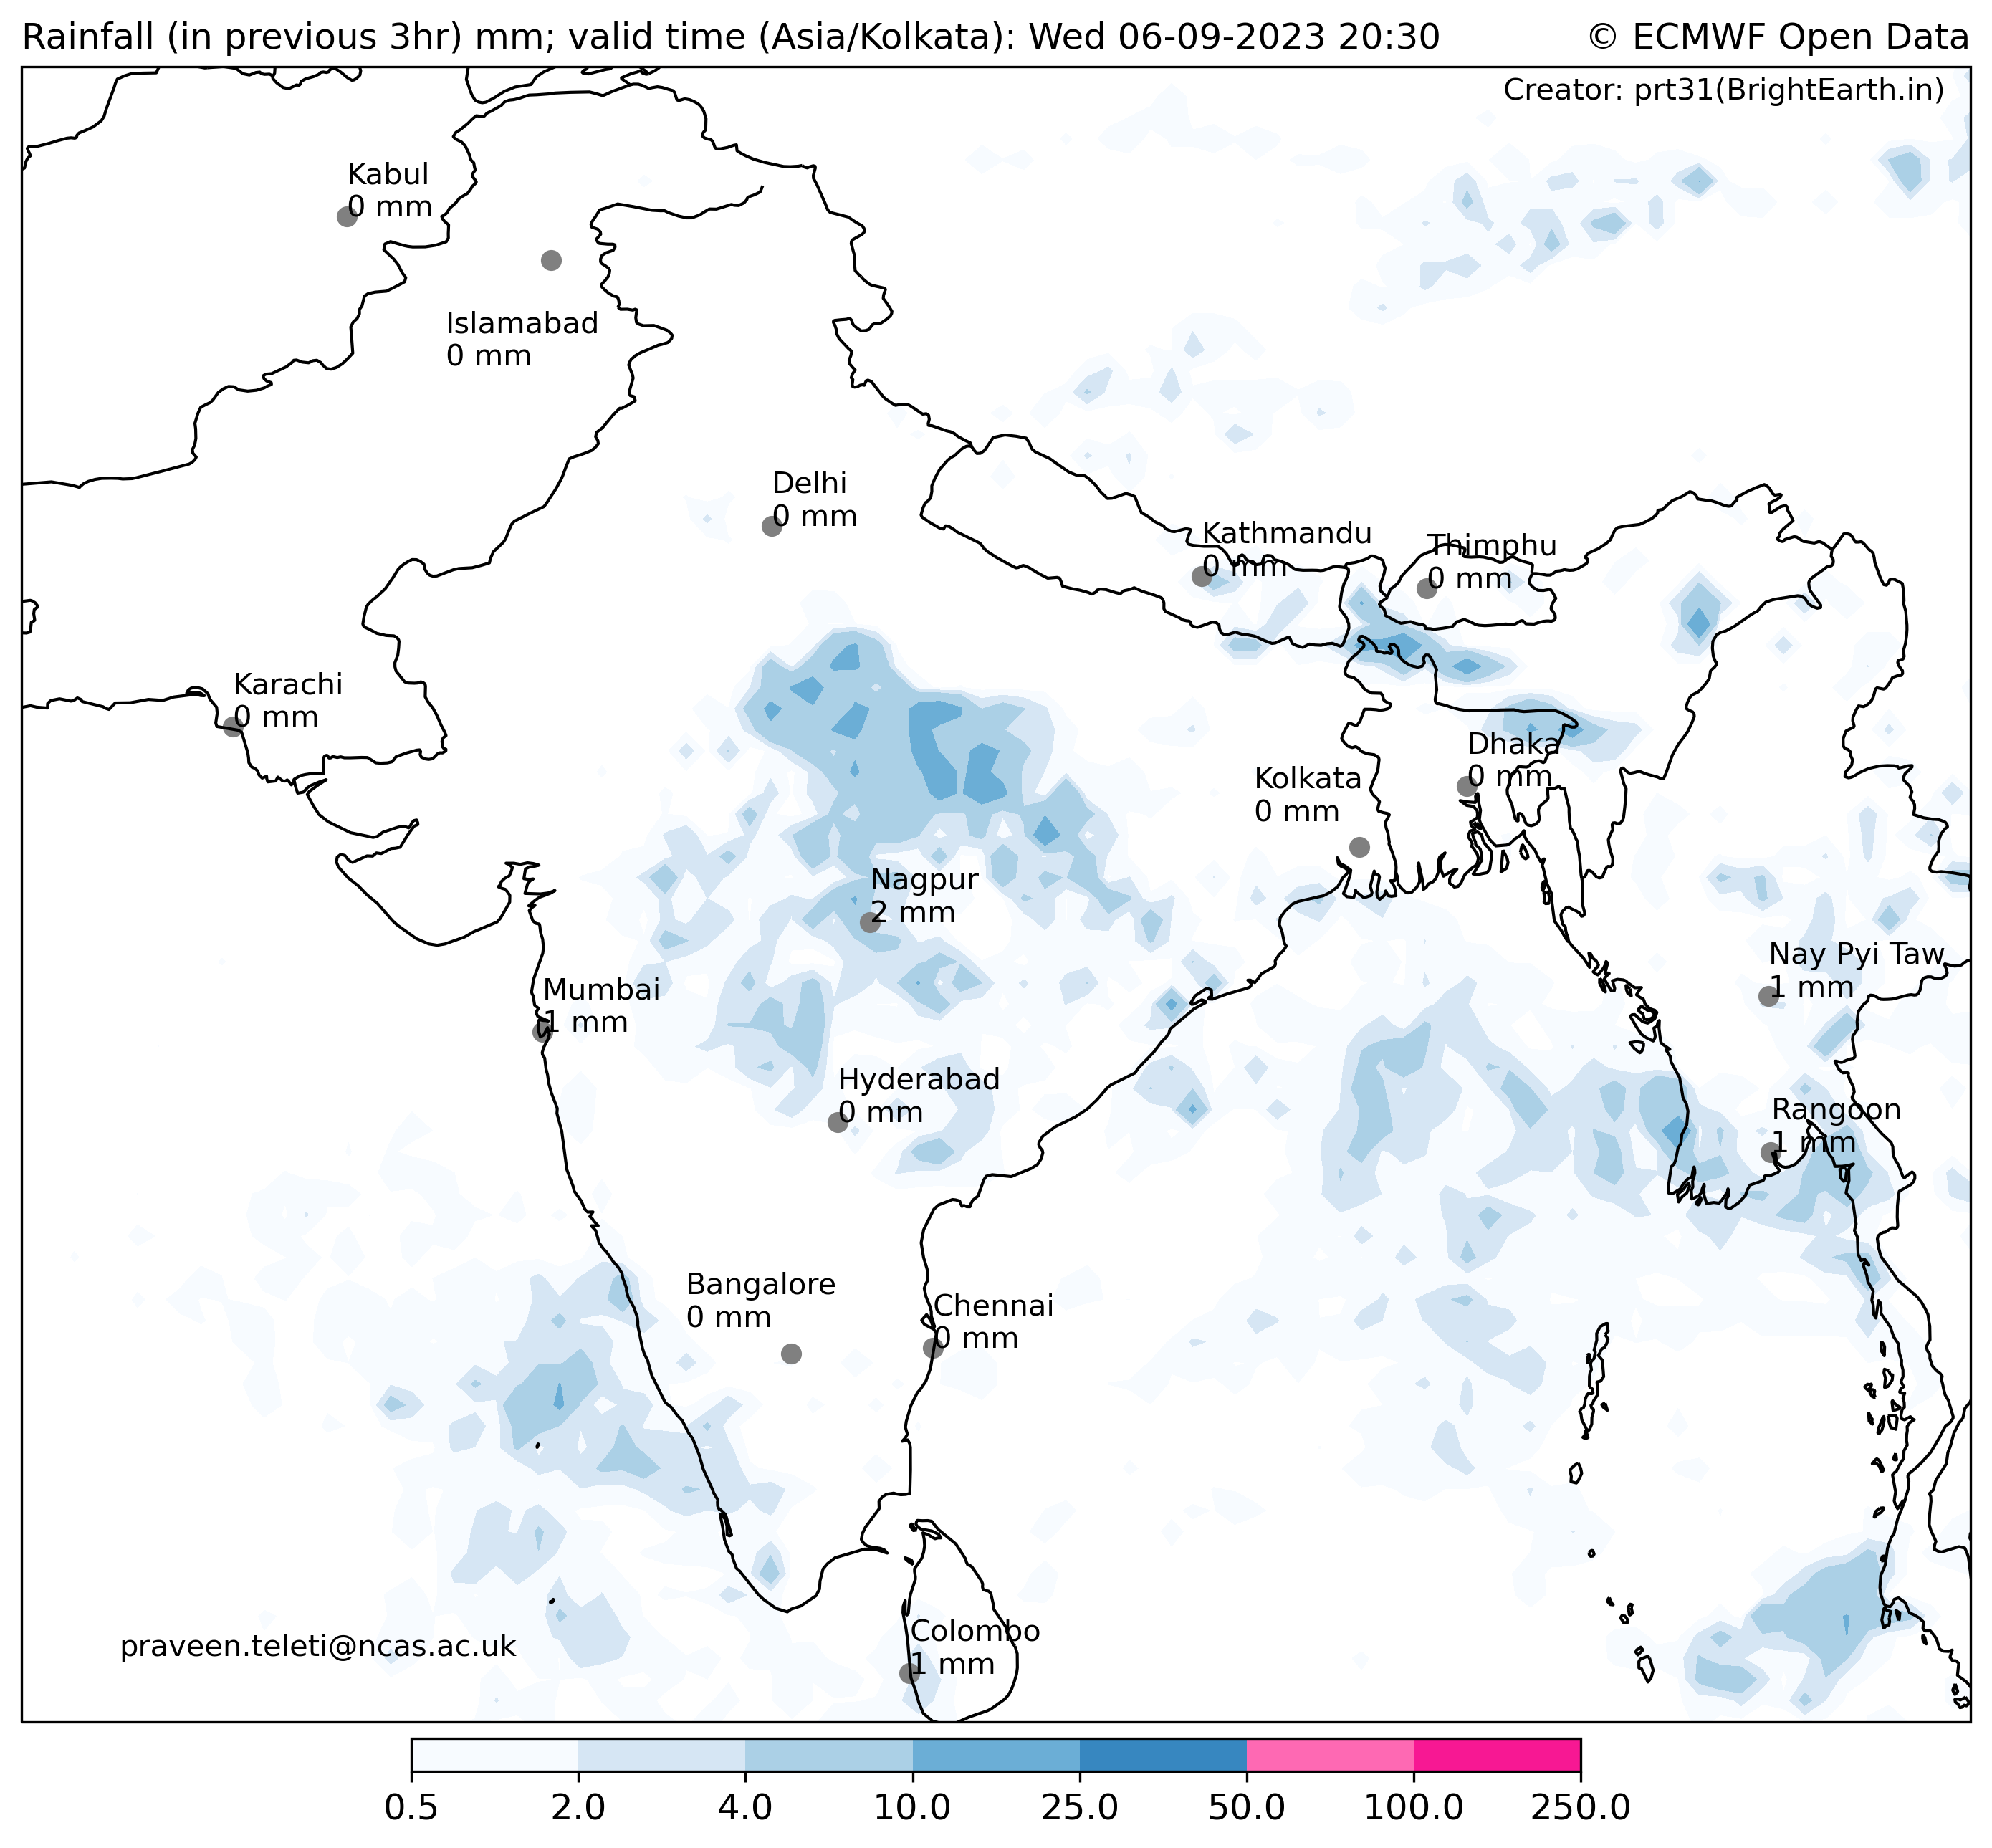 Rainfall (in previous 3hr) mm; valid time (Asia/Kolkata): Wed 06-09-2023 20:30
© ECMWF Open Data
Creator: prt31(BrightEarth.in)
Kabul
0 mm
Islamabad
0 mm
Delhi
0 mm
Kathmandu
0 mm
Thimphu
0 mm
Karachi
0 mm
Dhaka
0 mm
Kolkata
0 mm
Nagpur
2 mm
Nay Pyi Taw
1 mm
Mumbai
1 mm
Hyderabad
0 mm
Rangoon
1 mm
Bangalore
0 mm
Chennai
0 mm
Colombo
1 mm
praveen.teleti@ncas.ac.uk
0.5 2.0 4.0 10.0 25.0 50.0 100.0 250.0